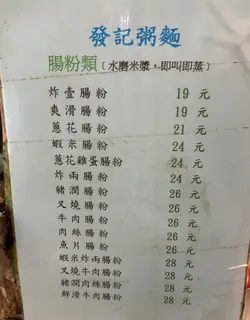 發記粥麵
腸粉類（水磨米漿，即叫即蒸）
炸壹腸粉 19 元
爽滑腸粉 19 元
蔥花腸粉 21 元
蝦米腸粉 24 元
蔥花雞蛋腸粉 24 元
炸兩腸粉 24 元
豬潤腸粉 26 元
叉燒腸粉 26 元
牛肉腸粉 26 元
肉絲腸粉 26 元
魚片腸粉 26 元
蝦米炸兩腸粉 28 元
叉燒牛肉腸粉 28 元
豬潤肉絲腸粉 28 元
鮮滑牛肉腸粉 28 元